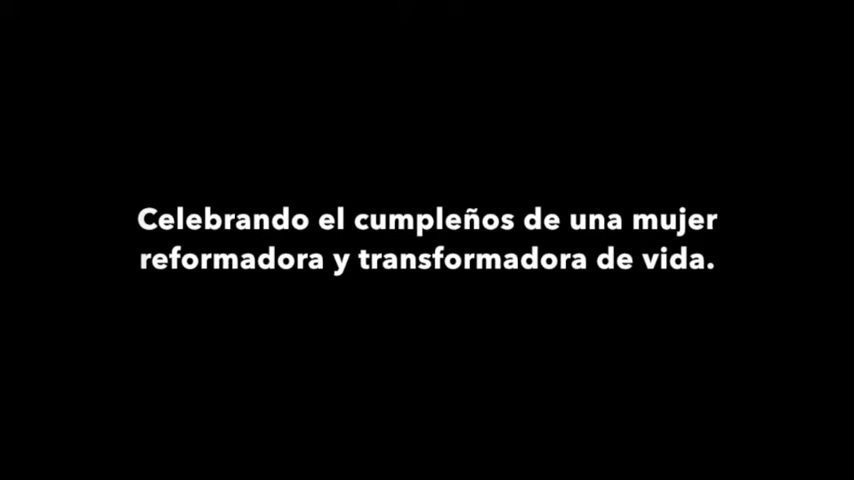 Celebrando el cumpleños de una mujer
reformadora y transformadora de vida.